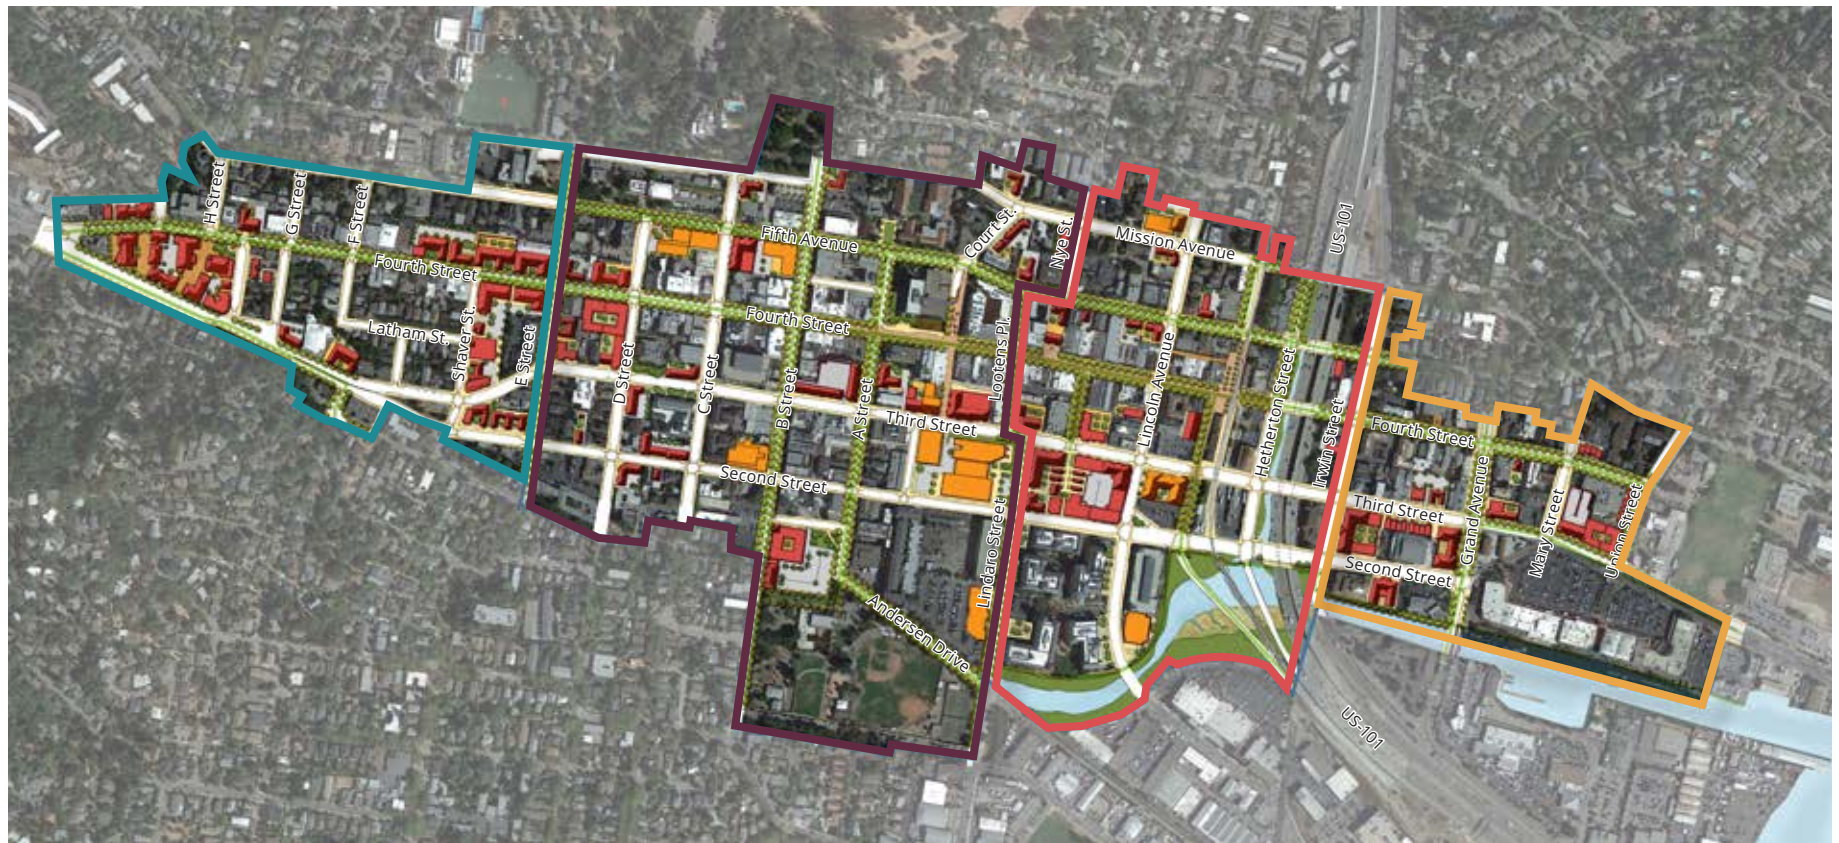 H Street
G Street
F Street
Fourth Street
Latham St.
Shaver St.
E Street
D Street
C Street
B Street
A Street
Fifth Avenue
Fourth Street
Third Street
Second Street
Court St.
Nye St.
Lootens Pl.
Lindaro Street
Andersen Drive
Mission Avenue
Lincoln Avenue
Hetherton Street
Irwin Street
US-101
Fourth Street
Third Street
Second Street
Grand Avenue
Mary Street
Union Street
US-101